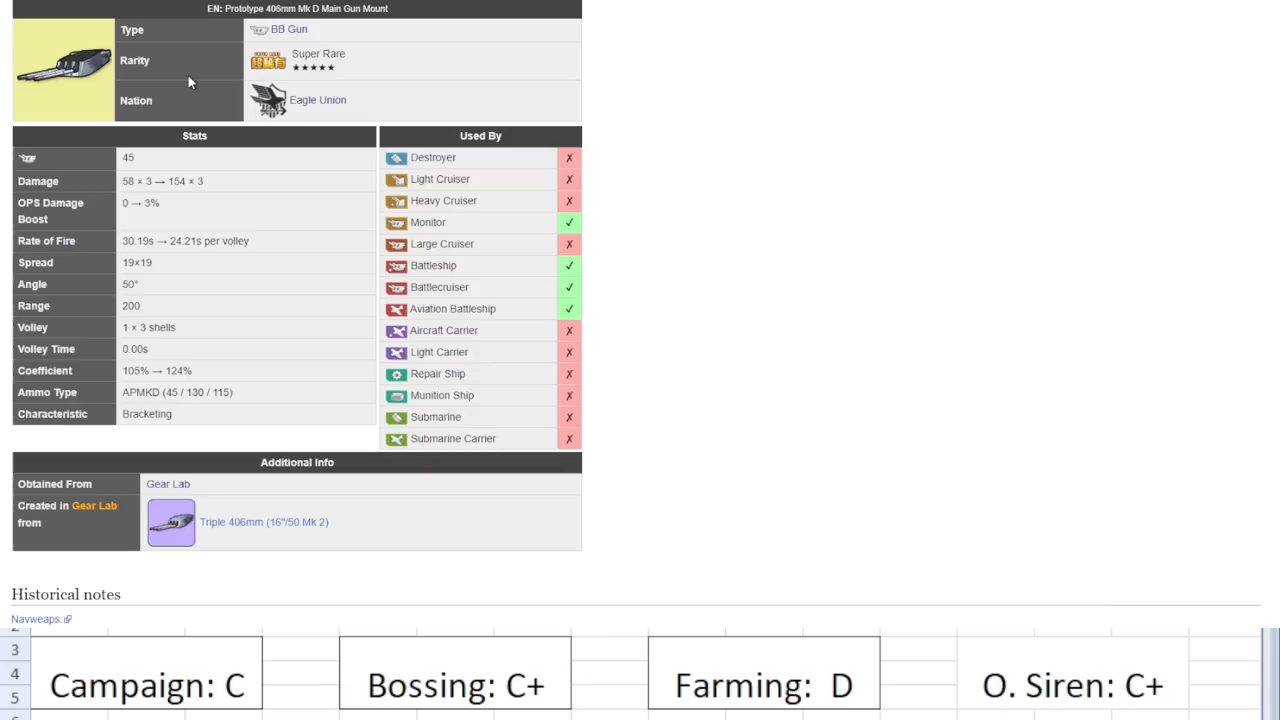 EN: Prototype 406mm Mk D Main Gun Mount
Type BB Gun
Rarity Super Rare
★★★★★
Nation Eagle Union
Stats
45
Damage 58 × 3 → 154 × 3
OPS Damage Boost 0 → 3%
Rate of Fire 30.19s → 24.21s per volley
Spread 19×19
Angle 50°
Range 200
Volley 1 × 3 shells
Volley Time 0.00s
Coefficient 105% → 124%
Ammo Type APMKD (45 / 130 / 115)
Characteristic Bracketing
Used By
Destroyer ✗
Light Cruiser ✗
Heavy Cruiser ✗
Monitor ✓
Large Cruiser ✗
Battleship ✓
Battlecruiser ✓
Aviation Battleship ✓
Aircraft Carrier ✗
Light Carrier ✗
Repair Ship ✗
Munition Ship ✗
Submarine ✗
Submarine Carrier ✗
Additional Info
Obtained From Gear Lab
Created in Gear Lab from Triple 406mm (16"/50 Mk 2)
Historical notes
Navweaps
3
4
5
Campaign: C Bossing: C+ Farming: D O. Siren: C+